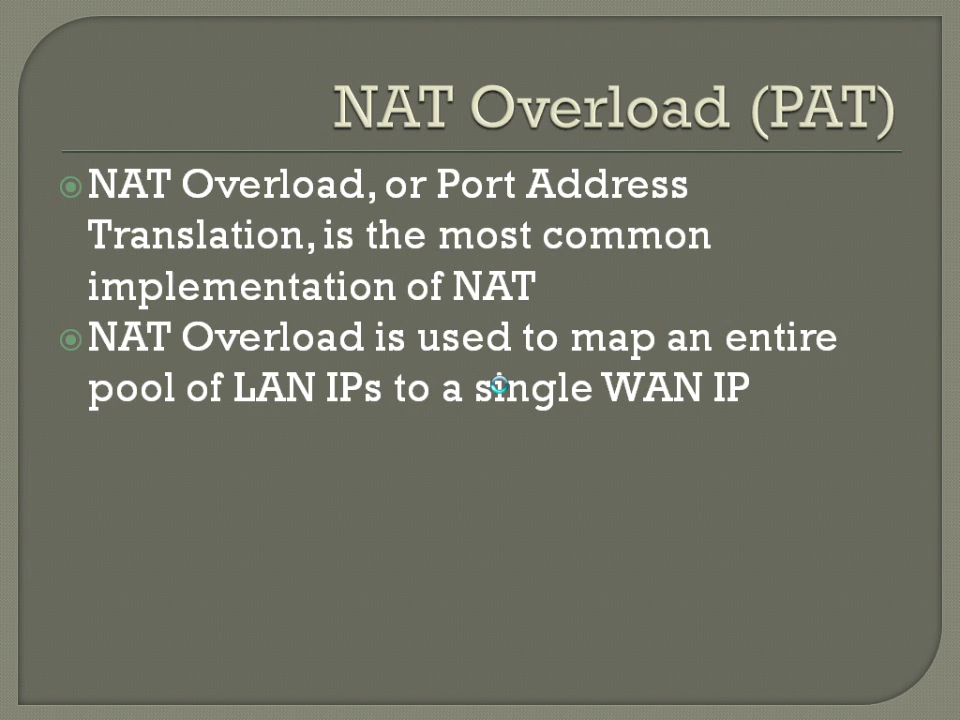 NAT Overload (PAT)
NAT Overload, or Port Address
Translation, is the most common
implementation of NAT
NAT Overload is used to map an entire
pool of LAN IPs to a single WAN IP